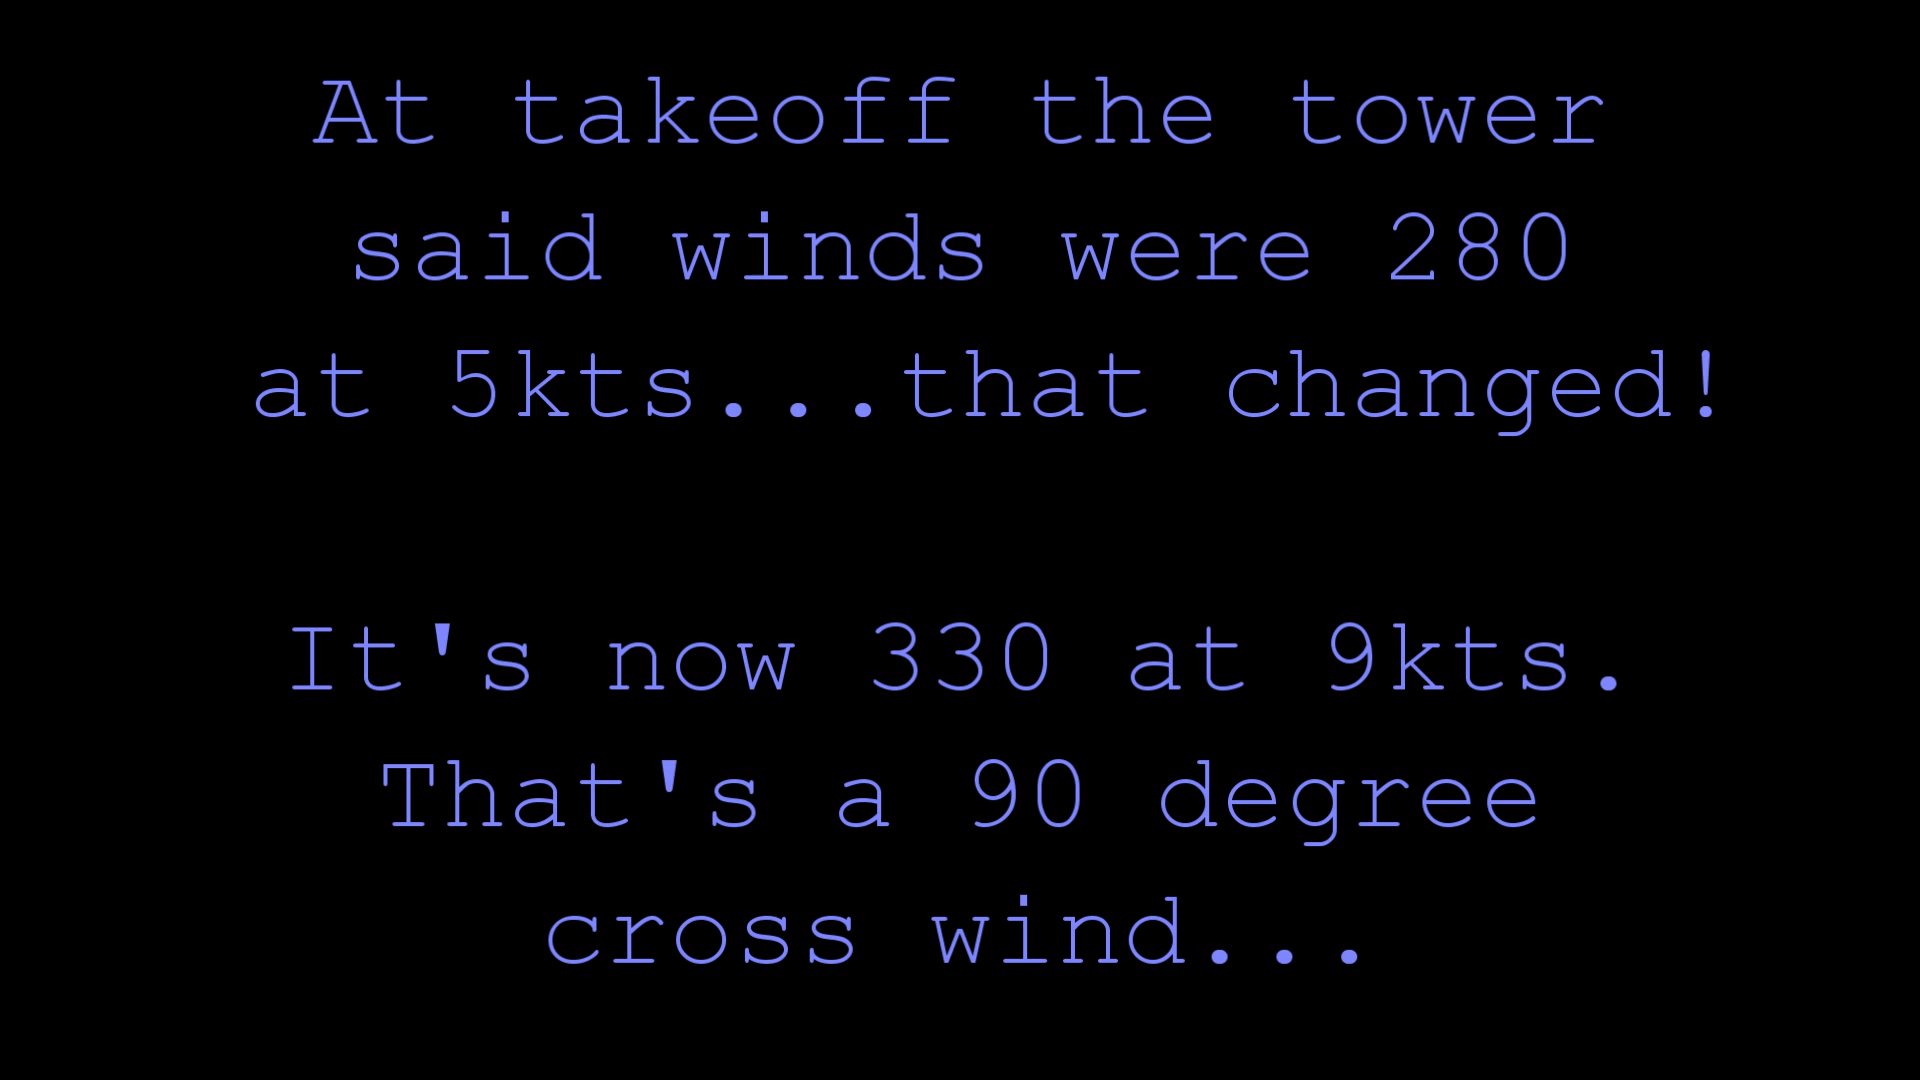 At takeoff the tower
said winds were 280
at 5kts...that changed!
It's now 330 at 9kts.
That's a 90 degree
cross wind...